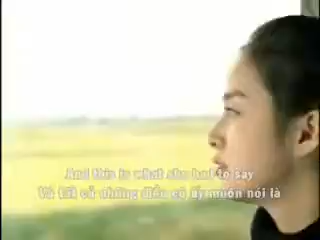 And this is what she had to say
Và tất cả những điều cô ấy muốn nói là